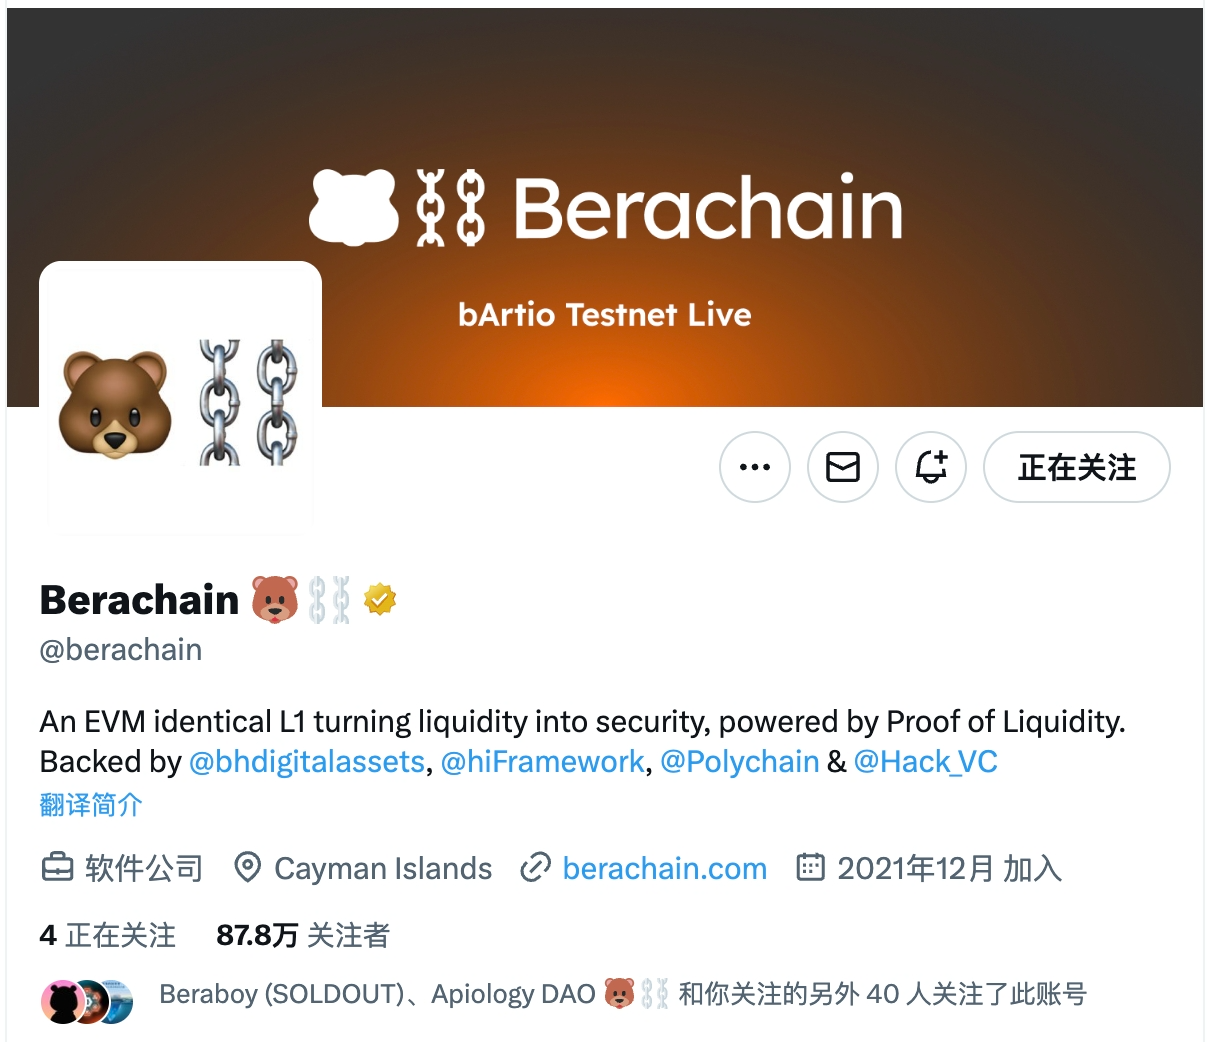 Berachain
bArtio Testnet Live
正在关注
Berachain 🐻⛓️
@berachain
An EVM identical L1 turning liquidity into security, powered by Proof of Liquidity.
Backed by @bhdigitalassets, @hiFramework, @Polychain & @Hack_VC
翻译简介
软件公司 Cayman Islands berachain.com 2021年12月 加入
4 正在关注 87.8万 关注者
Beraboy (SOLDOUT)、Apiology DAO 🐻⛓️ 和你关注的另外 40 人关注了此账号